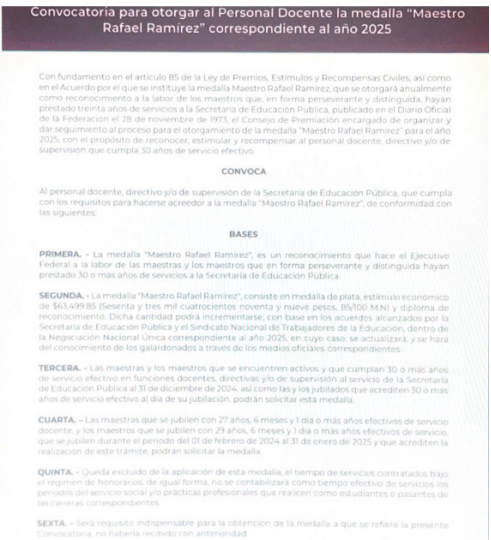 Convocatoria para otorgar al Personal Docente la medalla "Maestro
Rafael Ramírez" correspondiente al año 2025
Con fundamento en el artículo 85 de la Ley de Premios, Estímulos y Recompensas Civiles, así como
en el Acuerdo por el que se instituye la medalla Maestro Rafael Ramírez, que se otorgará anualmente
como reconocimiento a la labor de los maestros que, en forma perseverante y distinguida, hayan
prestado treinta años de servicios a la Secretaría de Educación Pública, publicado en el Diario Oficial
de la Federación el 28 de noviembre de 1973, el Consejo de Premiación encargado de organizar y
dar seguimiento al proceso para el otorgamiento de la medalla "Maestro Rafael Ramírez" para el año
2025, con el propósito de reconocer, estimular y recompensar al personal docente, directivo y/o de
supervisión que cumpla 30 años de servicio efectivo.
CONVOCA
Al personal docente, directivo y/o de supervisión de la Secretaría de Educación Pública, que cumpla
con los requisitos para hacerse acreedor a la medalla "Maestro Rafael Ramírez", de conformidad con
las siguientes:
BASES
PRIMERA. - La medalla "Maestro Rafael Ramírez", es un reconocimiento que hace el Ejecutivo
Federal a la labor de las maestras y los maestros que en forma perseverante y distinguida hayan
prestado 30 o más años de servicios a la Secretaría de Educación Pública.
SEGUNDA. - La medalla "Maestro Rafael Ramírez", consiste en medalla de plata, estímulo económico
de $63,499.85 (Sesenta y tres mil cuatrocientos noventa y nueve pesos, 85/100 M.N) y diploma de
reconocimiento. Dicha cantidad podrá incrementarse, con base en los acuerdos alcanzados por la
Secretaría de Educación Pública y el Sindicato Nacional de Trabajadores de la Educación, dentro de
la Negociación Nacional Única correspondiente al año 2025, en cuyo caso, se actualizará, y se hará
del conocimiento de los galardonados a través de los medios oficiales correspondientes.
TERCERA. - Las maestras y los maestros que se encuentren activos y que cumplan 30 o más años
de servicio efectivo en funciones docentes, directivas y/o de supervisión al servicio de la Secretaría
de Educación Pública al 31 de diciembre de 2024, así como las y los jubilados que acrediten 30 o más
años de servicio efectivo al día de su jubilación, podrán solicitar esta medalla.
CUARTA. - Las maestras que se jubilen con 27 años, 6 meses y 1 día o más años efectivos de servicio
docente, y los maestros que se jubilen con 29 años, 6 meses y 1 día o más años efectivos de servicio,
que se jubilen durante el periodo del 01 de febrero de 2024 al 31 de enero de 2025 y que acrediten la
realización de este trámite, podrán solicitar la medalla.
QUINTA. - Queda excluido de la aplicación de esta medalla, el tiempo de servicios contratados bajo
el régimen de honorarios, de igual forma, no se contabilizará como tiempo efectivo de servicios los
periodos del servicio social y/o prácticas profesionales que realicen como estudiantes o pasantes de
las carreras correspondientes.
SEXTA. - Será requisito indispensable para la obtención de la medalla a que se refiere la presente
Convocatoria, no haberla recibido con anterioridad.